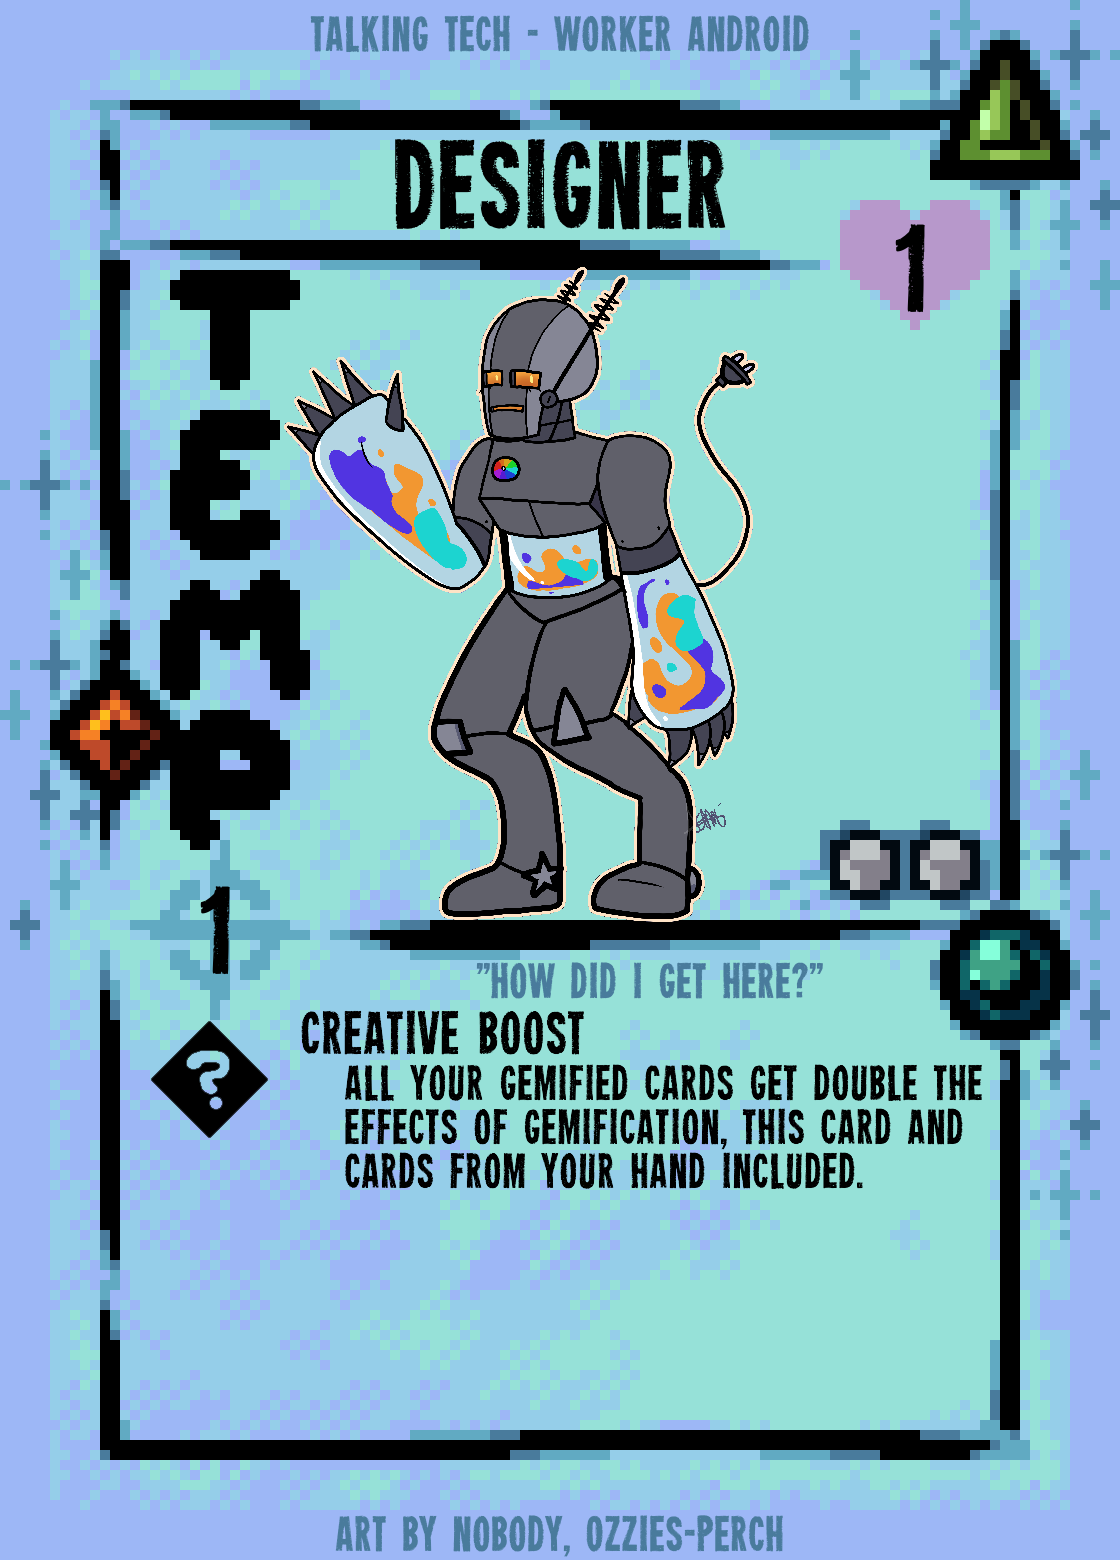 TALKING TECH - WORKER ANDROID
DESIGNER
1
TEMP
1
"HOW DID I GET HERE?"
CREATIVE BOOST
?
ALL YOUR GEMIFIED CARDS GET DOUBLE THE
EFFECTS OF GEMIFICATION, THIS CARD AND
CARDS FROM YOUR HAND INCLUDED.
ART BY NOBODY, OZZIES-PERCH